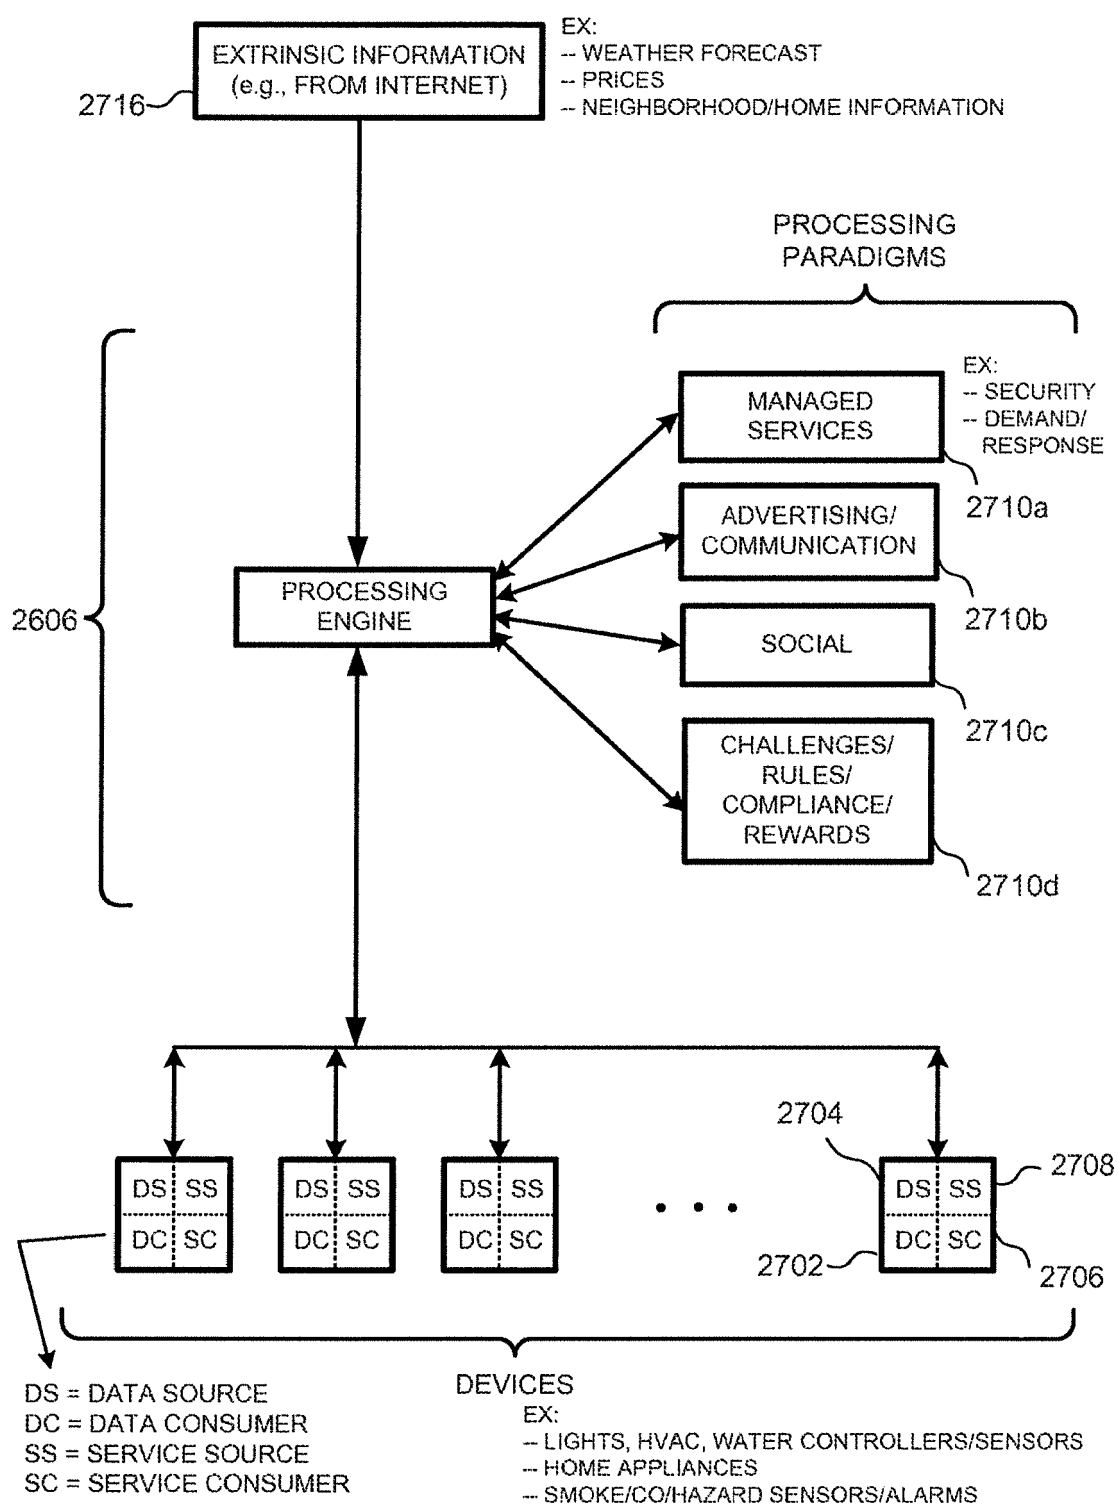 EXTRINSIC INFORMATION
(e.g., FROM INTERNET)
2716
EX:
-- WEATHER FORECAST
-- PRICES
-- NEIGHBORHOOD/HOME INFORMATION
PROCESSING
PARADIGMS
MANAGED
SERVICES
EX:
-- SECURITY
-- DEMAND/
RESPONSE
2710a
ADVERTISING/
COMMUNICATION
2710b
PROCESSING
ENGINE
2606
SOCIAL
2710c
CHALLENGES/
RULES/
COMPLIANCE/
REWARDS
2710d
DS SS
DC SC
DS SS
DC SC
DS SS
DC SC
. . .
2704
2708
DS SS
DC SC
2702
2706
DS = DATA SOURCE
DC = DATA CONSUMER
SS = SERVICE SOURCE
SC = SERVICE CONSUMER
DEVICES
EX:
-- LIGHTS, HVAC, WATER CONTROLLERS/SENSORS
-- HOME APPLIANCES
-- SMOKE/CO/HAZARD SENSORS/ALARMS